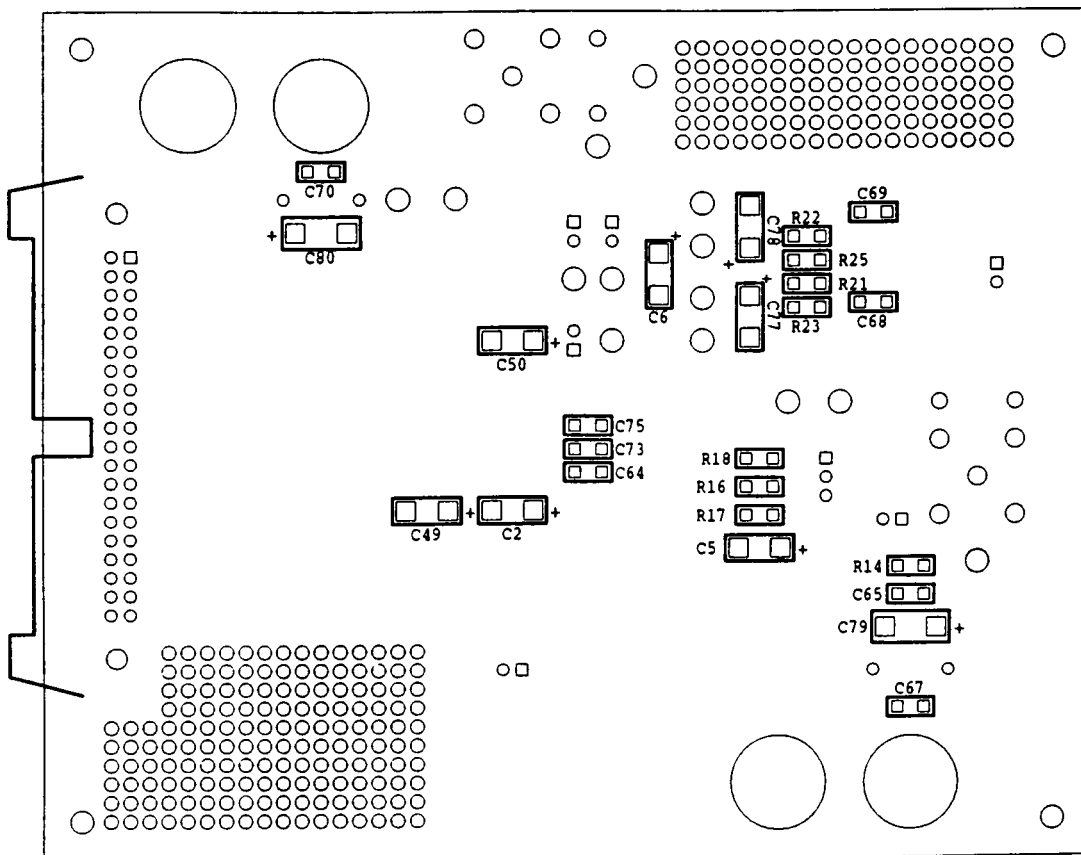 C70
C69
C78
R22
+
C80
+
R25
+
+
R21
C6
C77
R23
C68
C50
+
C75
C73
C64
R18
R16
R17
C49
+
C2
+
C5
+
R14
C65
C79
+
C67